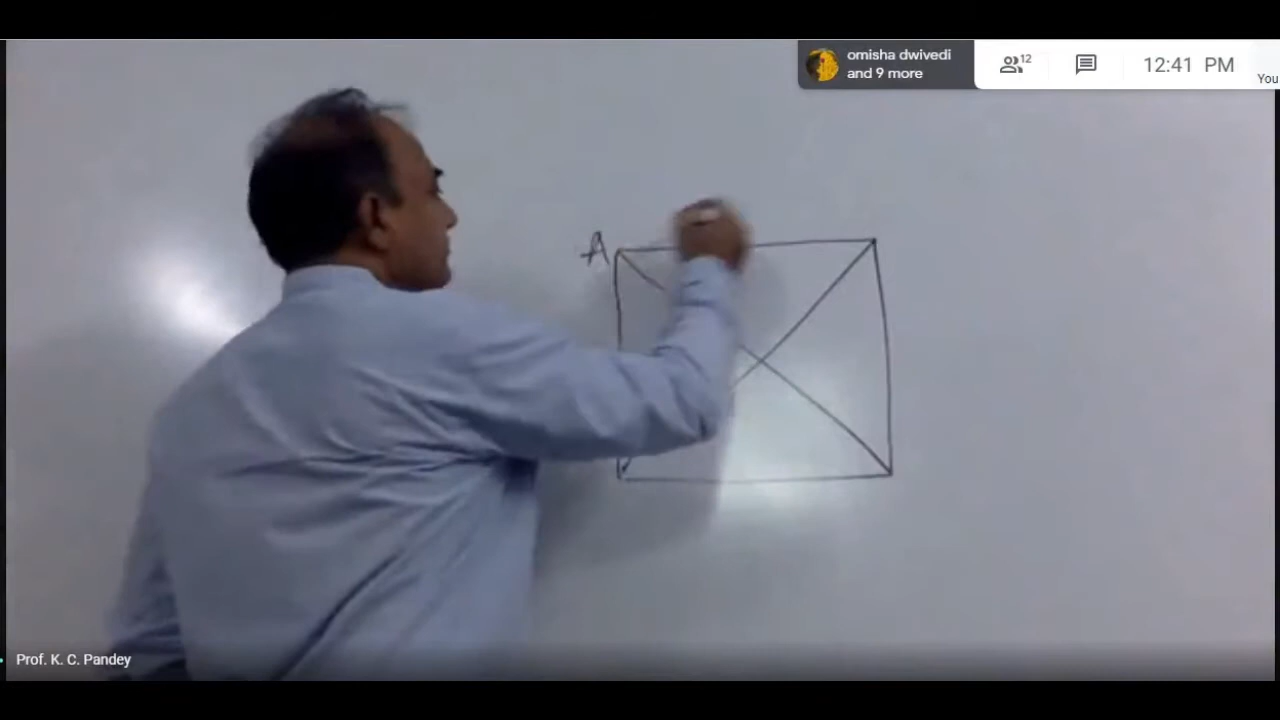 omisha dwivedi
and 9 more
12
12:41 PM
You
A
Prof. K. C. Pandey